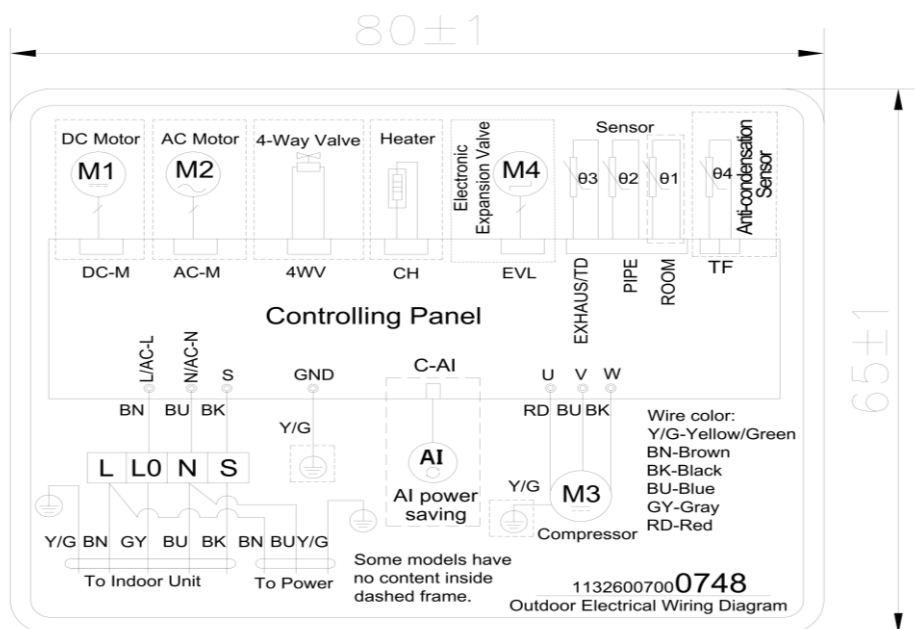 80±1
65±1
DC Motor
M1
AC Motor
M2
4-Way Valve
Heater
Electronic
Expansion Valve
M4
Sensor
θ3
θ2
θ1
θ4
Anti-condensation
Sensor
DC-M
AC-M
4WV
CH
EVL
EXHAUS/TD
PIPE
ROOM
TF
Controlling Panel
L/AC-L
N/AC-N
S
GND
C-AI
U
V
W
BN
BU
BK
Y/G
RD
BU
BK
Wire color:
Y/G-Yellow/Green
BN-Brown
BK-Black
BU-Blue
GY-Gray
RD-Red
L
L0
N
S
AI
AI power
saving
Y/G
M3
Compressor
Y/G
BN
GY
BU
BK
BN
BU
Y/G
To Indoor Unit
To Power
Some models have
no content inside
dashed frame.
11326007000748
Outdoor Electrical Wiring Diagram